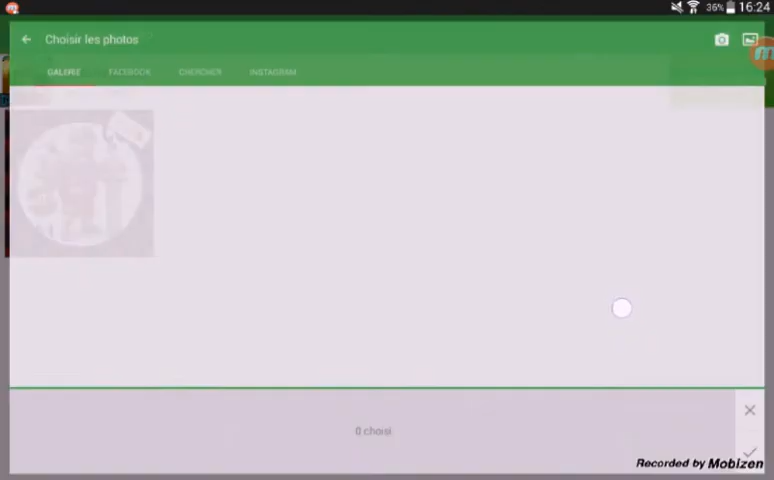 36% 16:24
Choisir les photos
GALERIE FACEBOOK CHERCHER INSTAGRAM
0 choisi
Recorded by Mobizen